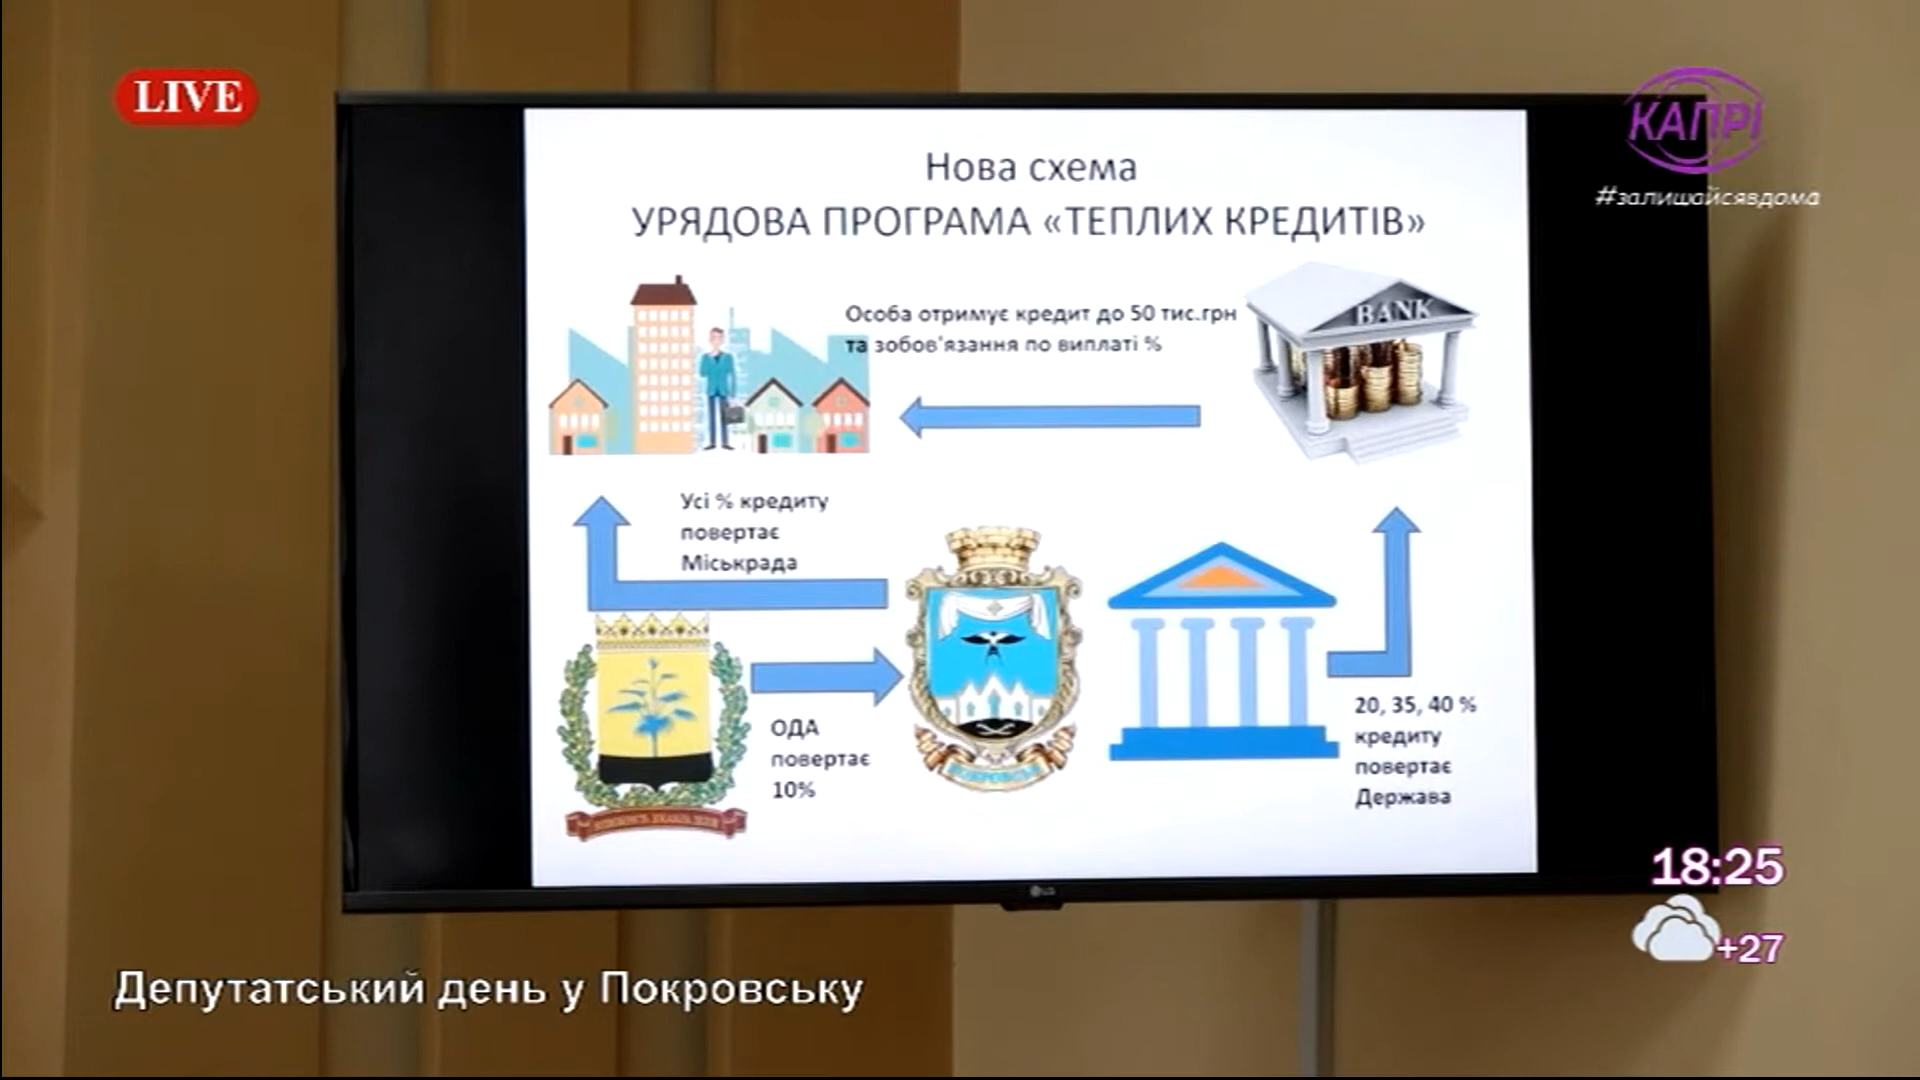 LIVE
КАПРІ
#залишайсявдома
Нова схема
УРЯДОВА ПРОГРАМА «ТЕПЛИХ КРЕДИТІВ»
Особа отримує кредит до 50 тис.грн
та зобов'язання по виплаті %
BANK
Усі % кредиту
повертає
Міськрада
ОДА
повертає
10%
20, 35, 40 %
кредиту
повертає
Держава
LG
18:25
+27
Депутатський день у Покровську